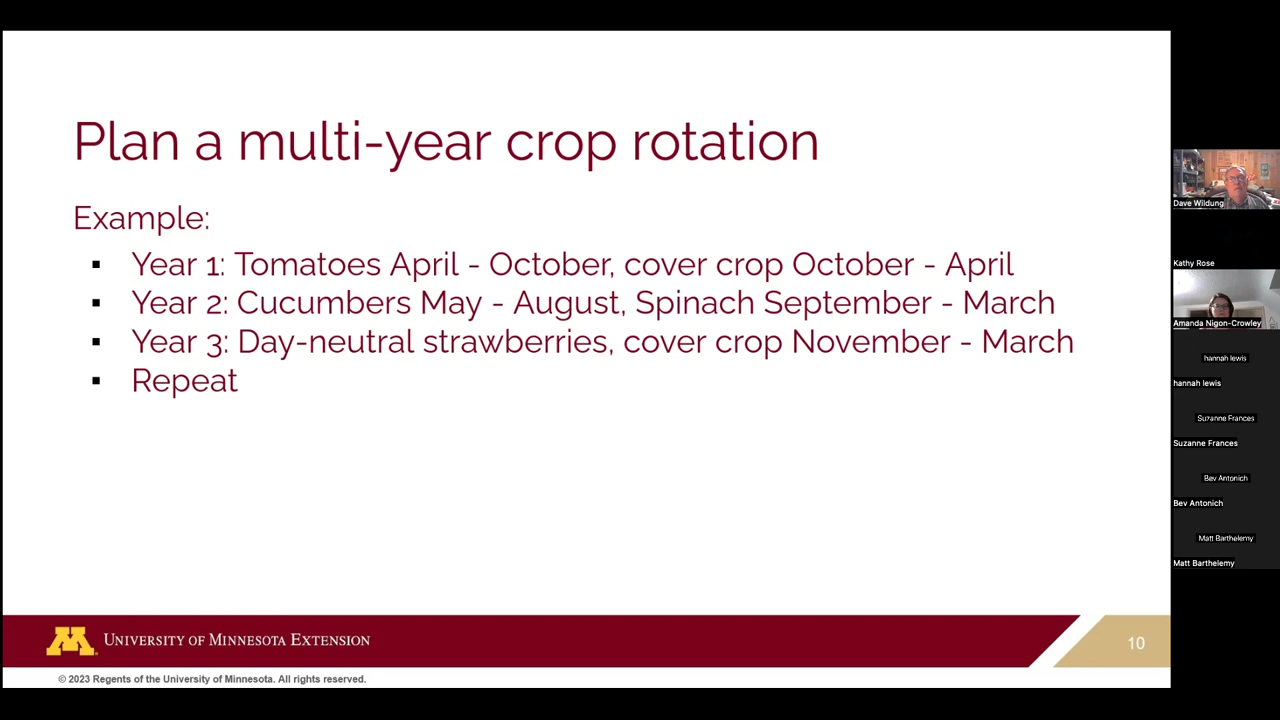 Plan a multi-year crop rotation
Example:
▪ Year 1: Tomatoes April - October, cover crop October - April
▪ Year 2: Cucumbers May - August, Spinach September - March
▪ Year 3: Day-neutral strawberries, cover crop November - March
▪ Repeat
M
UNIVERSITY OF MINNESOTA EXTENSION
10
© 2023 Regents of the University of Minnesota. All rights reserved.
Dave Wildung
Kathy Rose
Amanda Nigon-Crowley
hannah lewis
hannah lewis
Suzanne Frances
Suzanne Frances
Bev Antonich
Bev Antonich
Matt Barthelemy
Matt Barthelemy